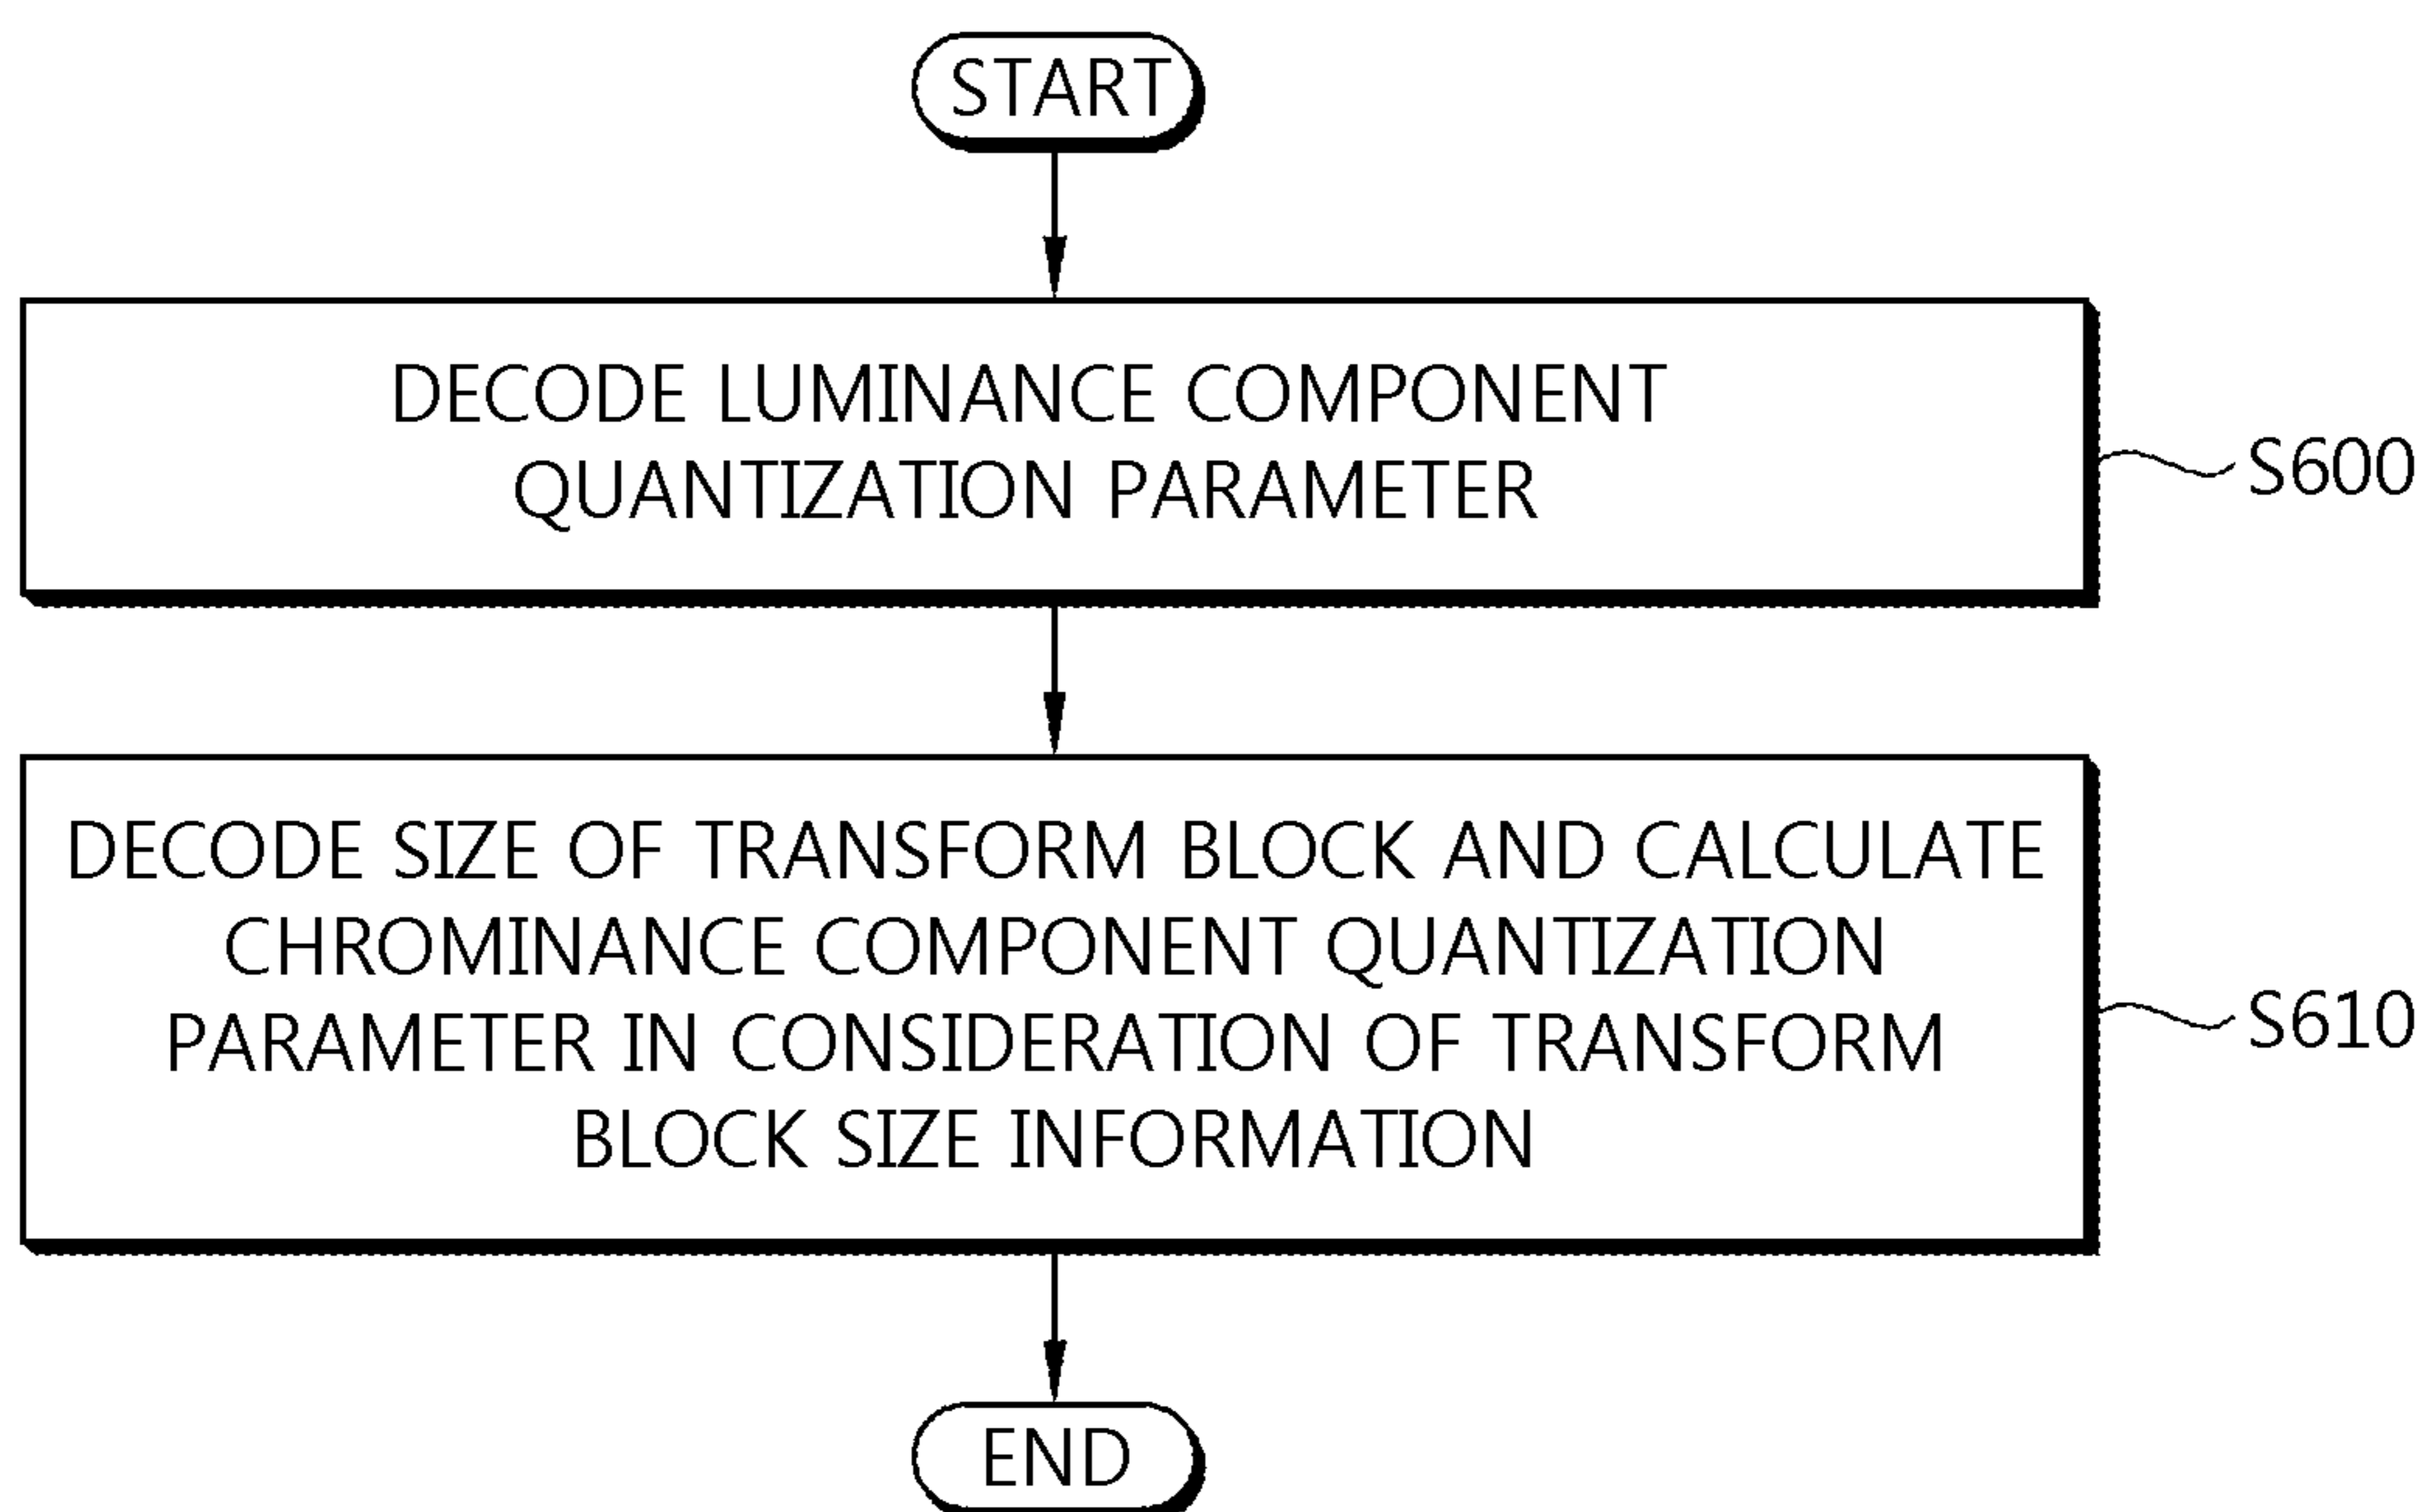 START
DECODE LUMINANCE COMPONENT
QUANTIZATION PARAMETER
S600
DECODE SIZE OF TRANSFORM BLOCK AND CALCULATE
CHROMINANCE COMPONENT QUANTIZATION
PARAMETER IN CONSIDERATION OF TRANSFORM
BLOCK SIZE INFORMATION
S610
END